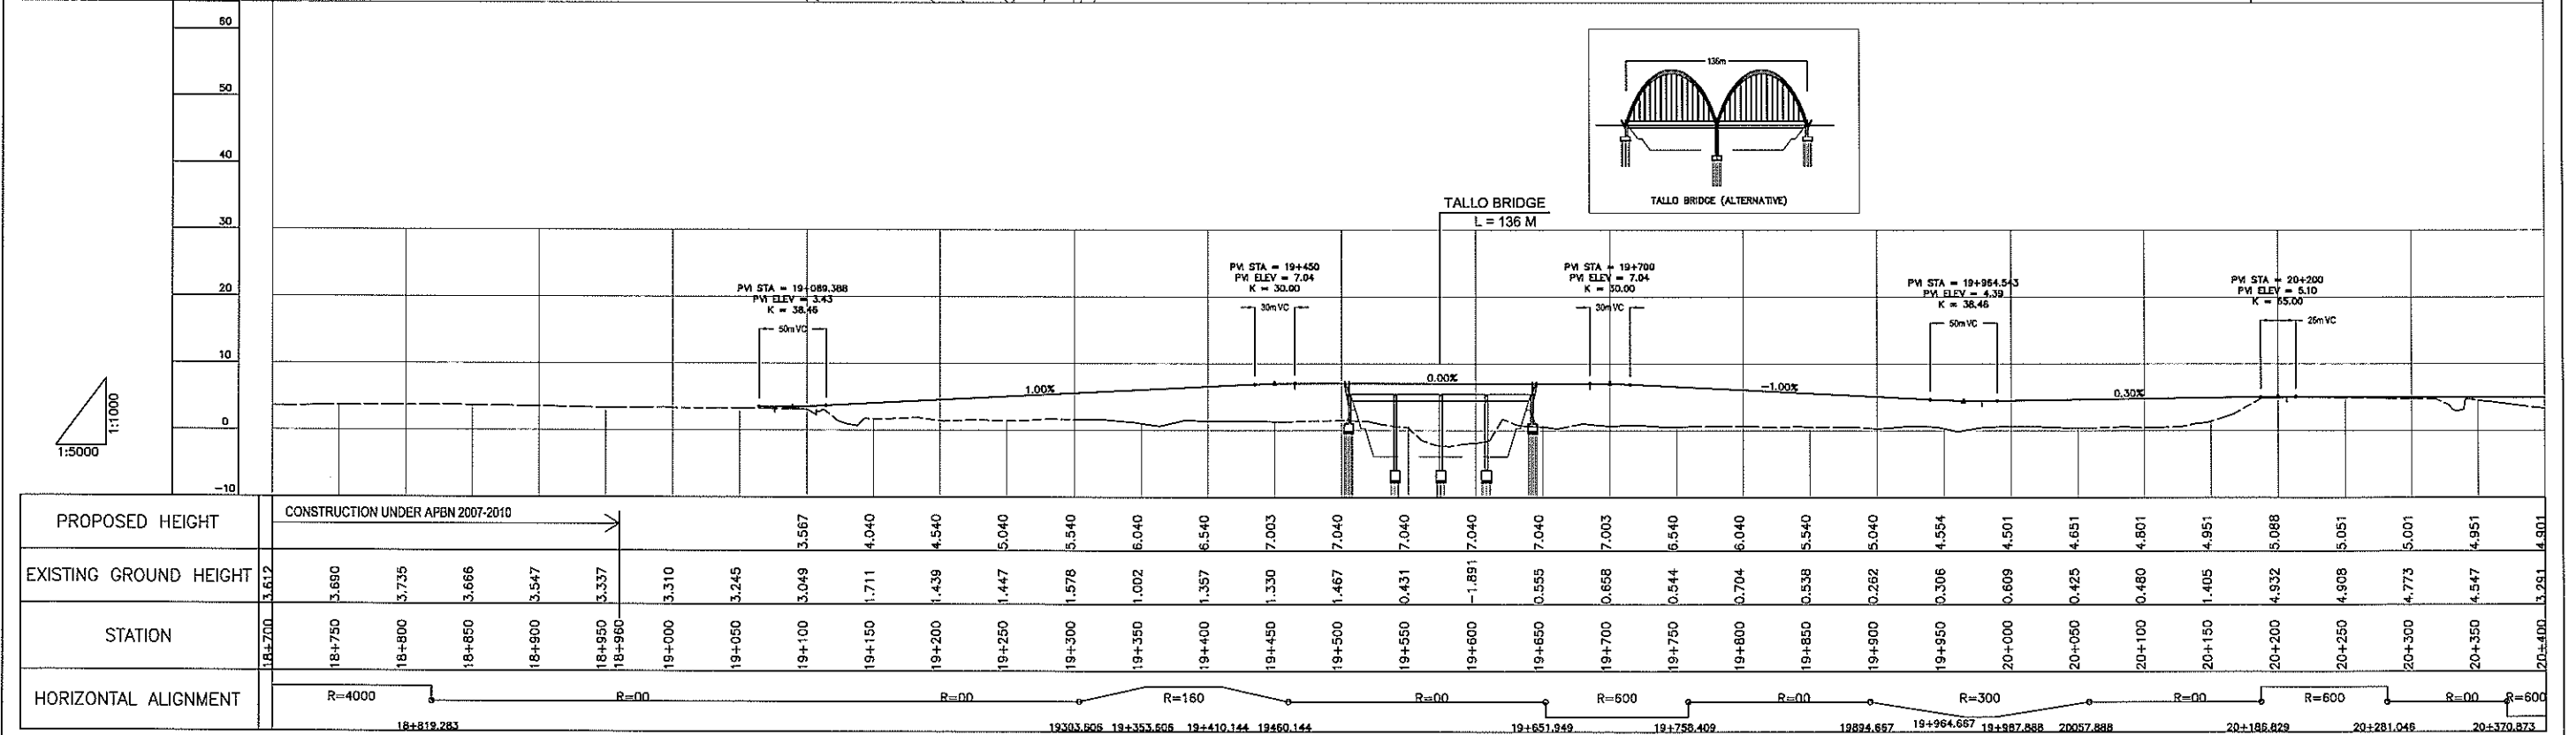 60
50
40
30
20
10
0
-10
1:1000
1:5000
136m
TALLO BRIDGE (ALTERNATIVE)
TALLO BRIDGE
L = 136 M
PVI STA = 19+089.388
PVI ELEV = 3.43
K = 38.46
50mVC
PVI STA = 19+450
PVI ELEV = 7.04
K = 30.00
30mVC
PVI STA = 19+700
PVI ELEV = 7.04
K = 30.00
30mVC
PVI STA = 19+964.543
PVI ELEV = 4.39
K = 38.46
50mVC
PVI STA = 20+200
PVI ELEV = 5.10
K = 65.00
26mVC
1.00%
0.00%
-1.00%
0.30%
PROPOSED HEIGHT
CONSTRUCTION UNDER APBN 2007-2010
3.567 4.040 4.540 5.040 5.540 6.040 6.540 7.003 7.040 7.040 7.040 7.040 7.003 6.540 6.040 5.540 5.040 4.554 4.501 4.651 4.801 4.951 5.088 5.051 5.001 4.951 4.901
EXISTING GROUND HEIGHT
3.612 3.690 3.735 3.666 3.547 3.337 3.310 3.245 3.049 1.711 1.439 1.447 1.578 1.002 1.357 1.330 1.467 0.431 -1.891 0.555 0.658 0.544 0.704 0.538 0.262 0.306 0.609 0.425 0.480 1.405 4.932 4.908 4.773 4.547 3.291
STATION
18+700 18+750 18+800 18+850 18+900 18+950 18+960 19+000 19+050 19+100 19+150 19+200 19+250 19+300 19+350 19+400 19+450 19+500 19+550 19+600 19+650 19+700 19+750 19+800 19+850 19+900 19+950 20+000 20+050 20+100 20+150 20+200 20+250 20+300 20+350 20+400
HORIZONTAL ALIGNMENT
R=4000 R=00 R=00 R=160 R=00 R=600 R=00 R=300 R=00 R=600 R=00 R=600
18+819.283 19303.606 19+353.606 19+410.144 19460.144 19+651.949 19+758.409 19894.667 19+964.667 19+987.888 20057.888 20+186.829 20+281.046 20+370.873